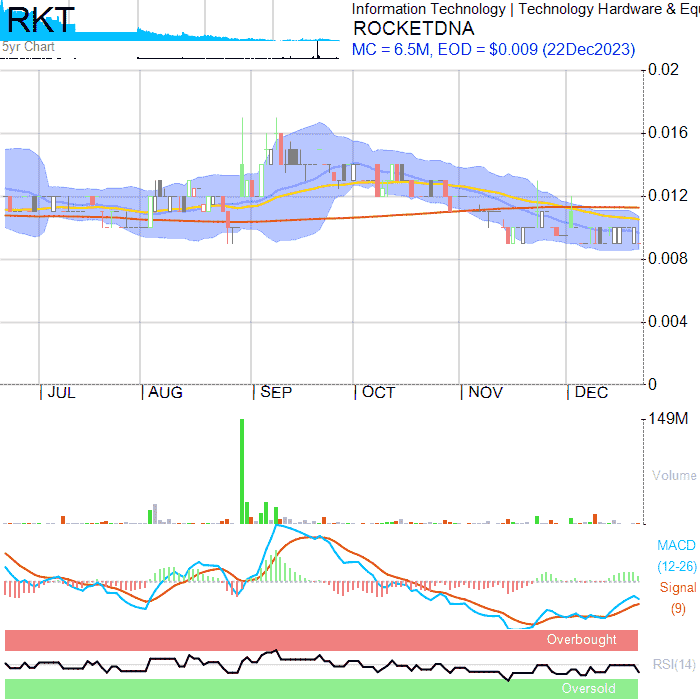 RKT
5yr Chart
Information Technology | Technology Hardware & Equ
ROCKETDNA
MC = 6.5M, EOD = $0.009 (22Dec2023)
0.02
0.016
0.012
0.008
0.004
0
| JUL | AUG | SEP | OCT | NOV | DEC
149M
Volume
MACD
(12-26)
Signal
(9)
Overbought
RSI(14)
Oversold